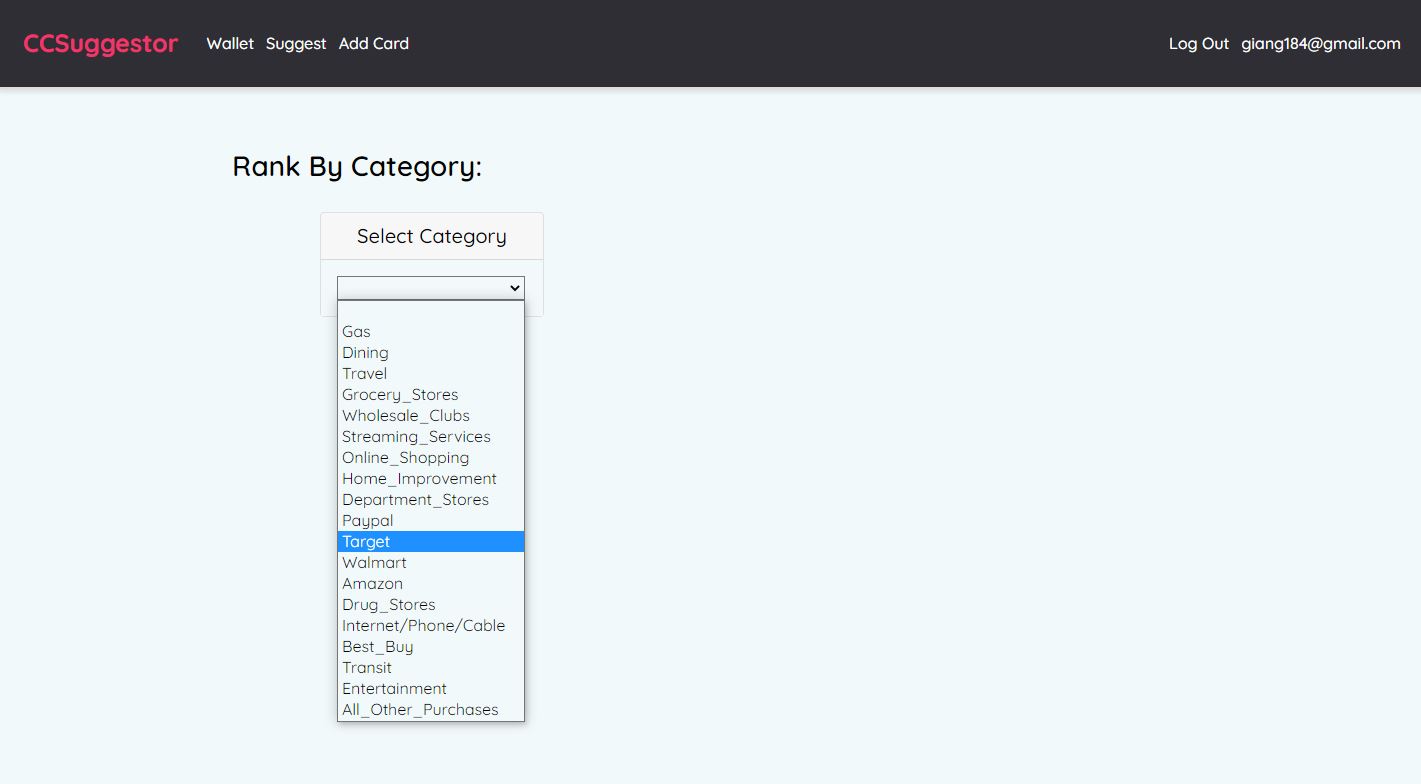 CCSuggestor Wallet Suggest Add Card Log Out giang184@gmail.com
Rank By Category:
Select Category
Gas
Dining
Travel
Grocery_Stores
Wholesale_Clubs
Streaming_Services
Online_Shopping
Home_Improvement
Department_Stores
Paypal
Target
Walmart
Amazon
Drug_Stores
Internet/Phone/Cable
Best_Buy
Transit
Entertainment
All_Other_Purchases